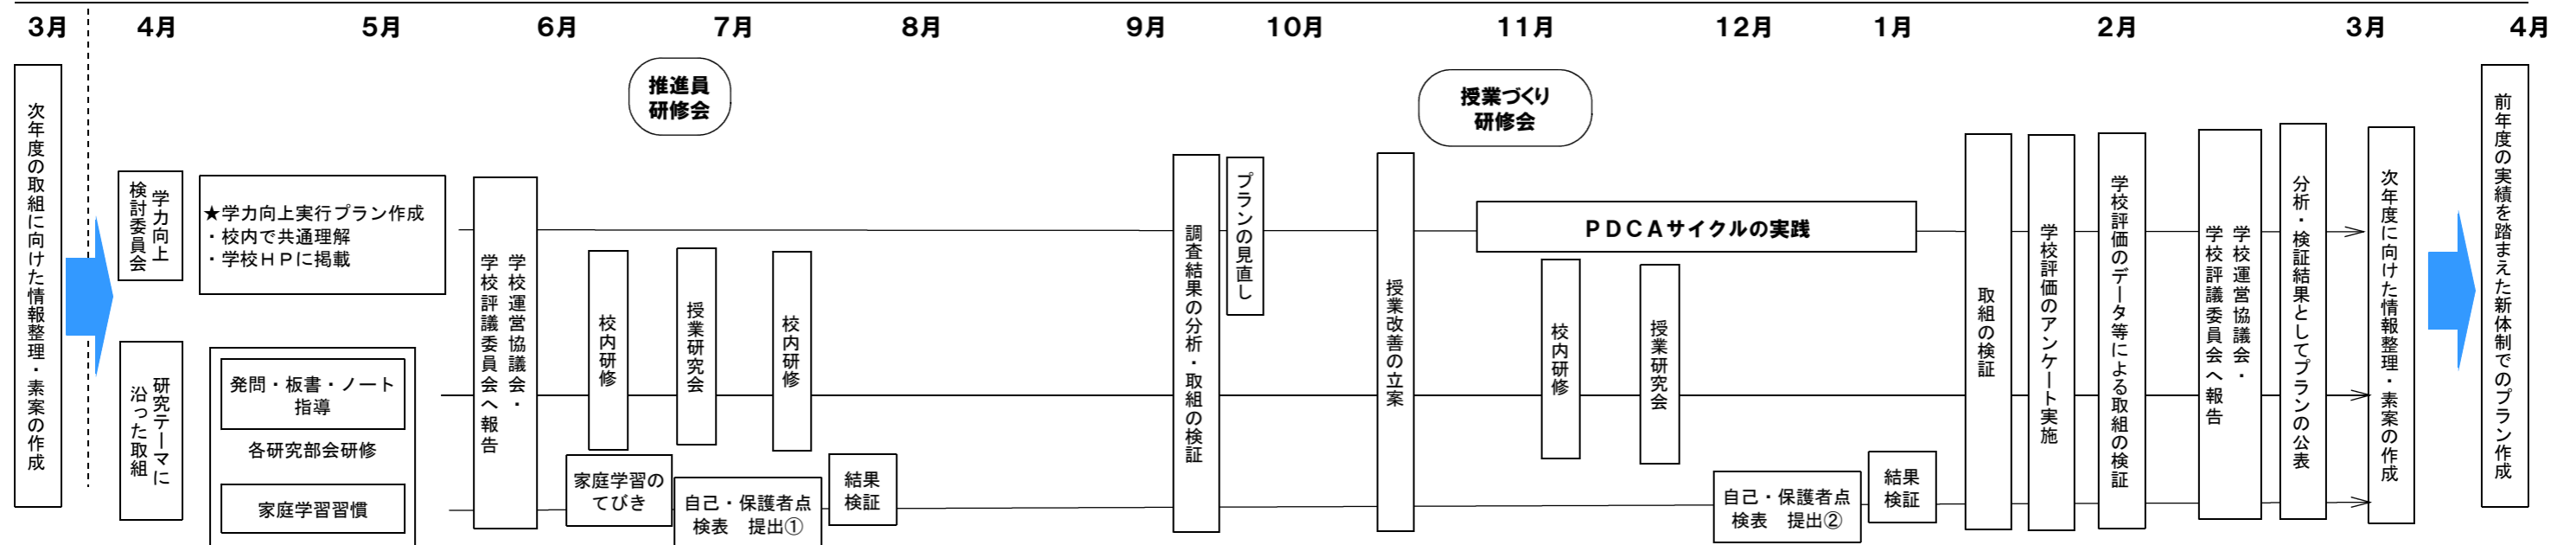 3月
4月
5月
6月
7月
8月
9月
10月
11月
12月
1月
2月
3月
4月
次年度の取組に向けた情報整理・素案の作成
学力向上
検討委員会
★学力向上実行プラン作成
・校内で共通理解
・学校ＨＰに掲載
研究テーマに
沿った取組
発問・板書・ノート
指導
各研究部会研修
家庭学習習慣
学校運営協議会・
学校評議委員会へ報告
推進員
研修会
校内研修
授業研究会
校内研修
家庭学習の
てびき
自己・保護者点
検表　提出①
結果
検証
調査結果の分析・取組の検証
プランの見直し
授業改善の立案
授業づくり
研修会
ＰＤＣＡサイクルの実践
校内研修
授業研究会
自己・保護者点
検表　提出②
結果
検証
取組の検証
学校評価のアンケート実施
学校評価のデータ等による取組の検証
学校運営協議会・
学校評議委員会へ報告
分析・検証結果としてプランの公表
次年度に向けた情報整理・素案の作成
前年度の実績を踏まえた新体制でのプラン作成